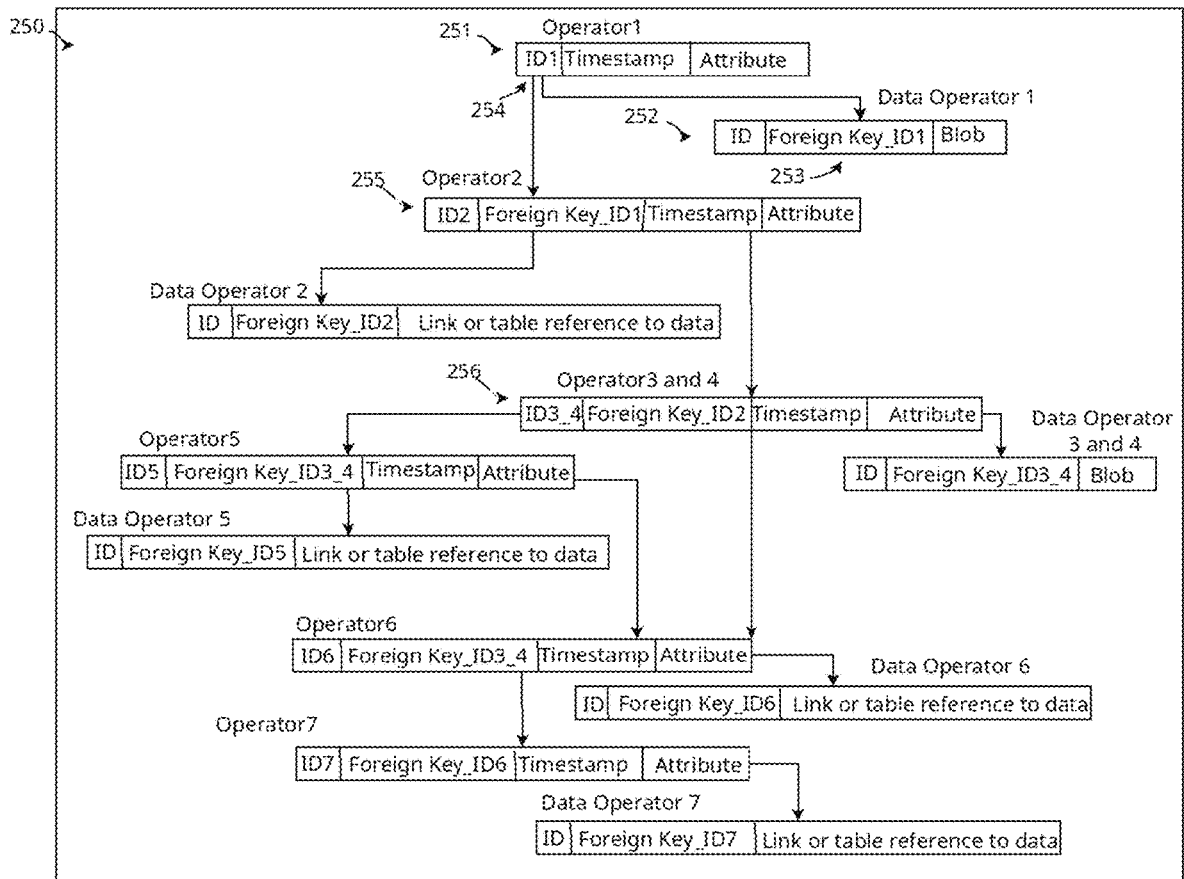 250
251
Operator1
ID1 Timestamp Attribute
254
Data Operator 1
252
ID Foreign Key_ID1 Blob
253
255
Operator2
ID2 Foreign Key_ID1 Timestamp Attribute
Data Operator 2
ID Foreign Key_ID2 Link or table reference to data
256
Operator3 and 4
ID3_4 Foreign Key_ID2 Timestamp Attribute
Data Operator
3 and 4
ID Foreign Key_ID3_4 Blob
Operator5
ID5 Foreign Key_ID3_4 Timestamp Attribute
Data Operator 5
ID Foreign Key_ID5 Link or table reference to data
Operator6
ID6 Foreign Key_ID3_4 Timestamp Attribute
Data Operator 6
ID Foreign Key_ID6 Link or table reference to data
Operator7
ID7 Foreign Key_ID6 Timestamp Attribute
Data Operator 7
ID Foreign Key_ID7 Link or table reference to data